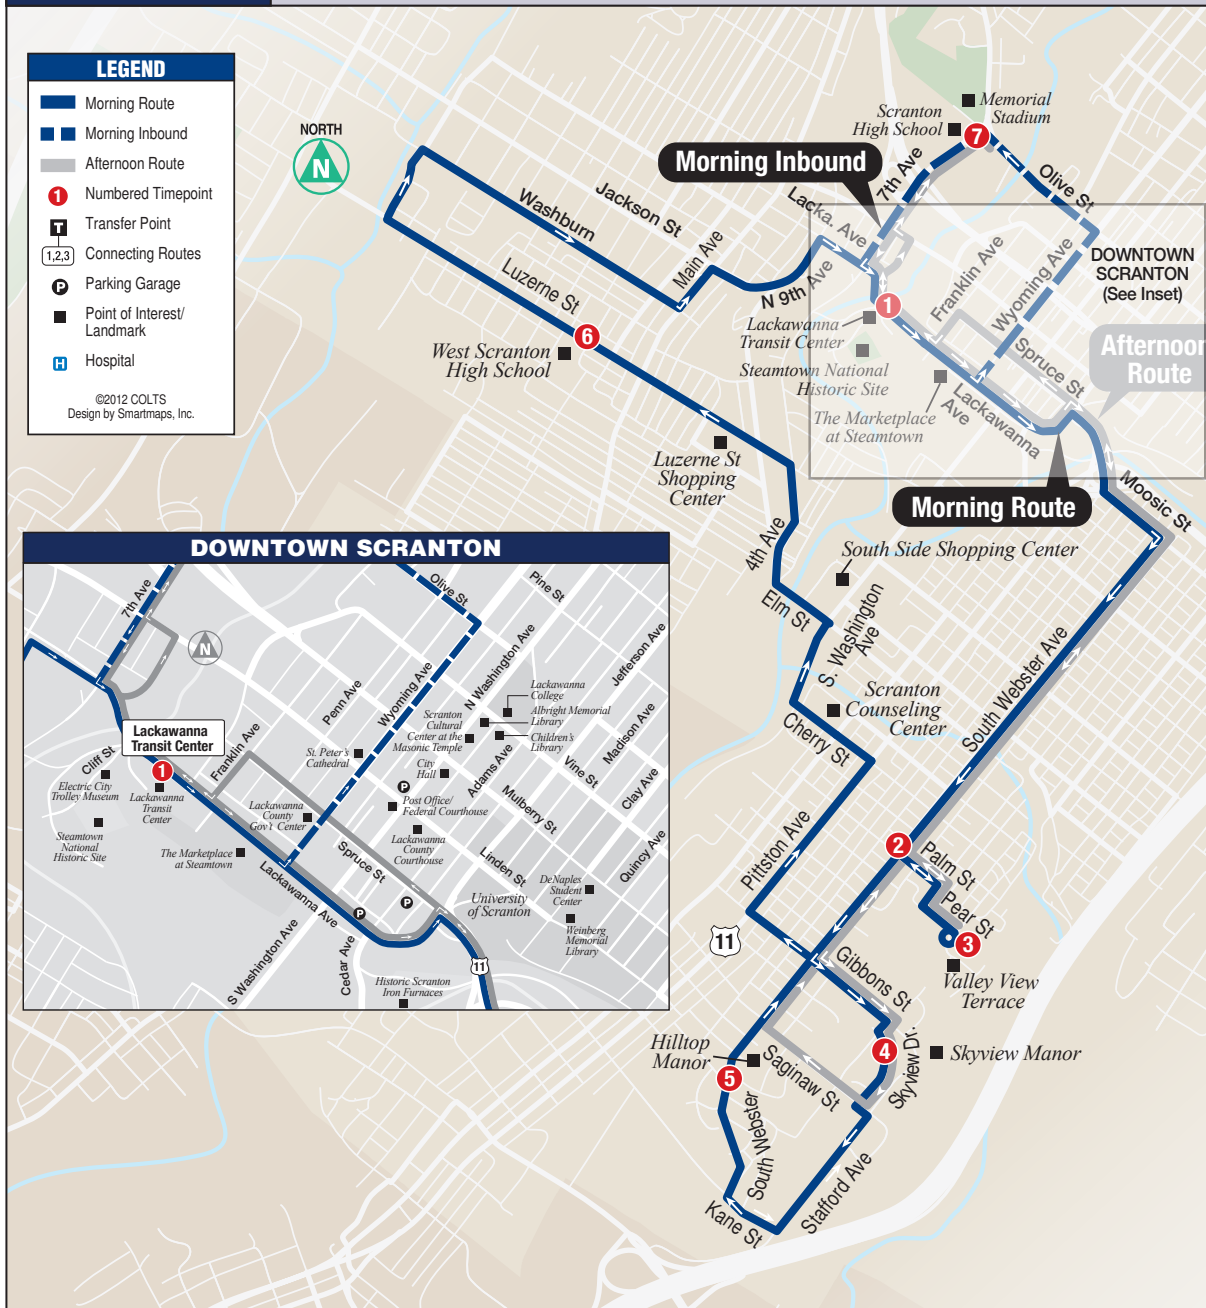 LEGEND
Morning Route
Morning Inbound
Afternoon Route
1 Numbered Timepoint
T Transfer Point
1,2,3 Connecting Routes
P Parking Garage
Point of Interest/
Landmark
H Hospital
©2012 COLTS
Design by Smartmaps, Inc.
NORTH
N
Memorial
Stadium
Scranton
High School
7
Morning Inbound
7th Ave
Olive St
Washburn
Jackson St
Lacka. Ave
Main Ave
N 9th Ave
Luzerne St
Franklin Ave
Wyoming Ave
DOWNTOWN
SCRANTON
(See Inset)
1
Lackawanna
Transit Center
Steamtown National
Historic Site
Spruce St
Afternoon
Route
6
West Scranton
High School
The Marketplace
at Steamtown
Lackawanna
Ave
Luzerne St
Shopping
Center
Morning Route
Moosic St
4th Ave
South Side Shopping Center
Elm St
S. Washington
Ave
Scranton
Counseling
Center
South Webster Ave
Cherry St
Pittston Ave
2
Palm St
Pear St
3
11
Valley View
Terrace
Gibbons St
4
Skyview Dr.
Skyview Manor
Hilltop
Manor
5
Saginaw St
South Webster
Stafford Ave
Kane St
DOWNTOWN SCRANTON
7th Ave
Olive St
Pine St
N
N Washington Ave
Jefferson Ave
Penn Ave
Wyoming Ave
Lackawanna
College
Albright Memorial
Library
Children's
Library
Scranton
Cultural
Center at the
Masonic Temple
Madison Ave
Lackawanna
Transit Center
Franklin Ave
St. Peter's
Cathedral
City
Hall
Adams Ave
Vine St
Clay Ave
Cliff St
1
Electric City
Trolley Museum
Lackawanna
Transit
Center
P
Post Office/
Federal Courthouse
Mulberry St
Lackawanna
County
Gov't Center
Lackawanna
County
Courthouse
Steamtown
National
Historic Site
The Marketplace
at Steamtown
Spruce St
Linden St
Quincy Ave
Lackawanna Ave
DeNaples
Student
Center
University
of Scranton
P
P
Weinberg
Memorial
Library
S Washington Ave
Cedar Ave
11
Historic Scranton
Iron Furnaces